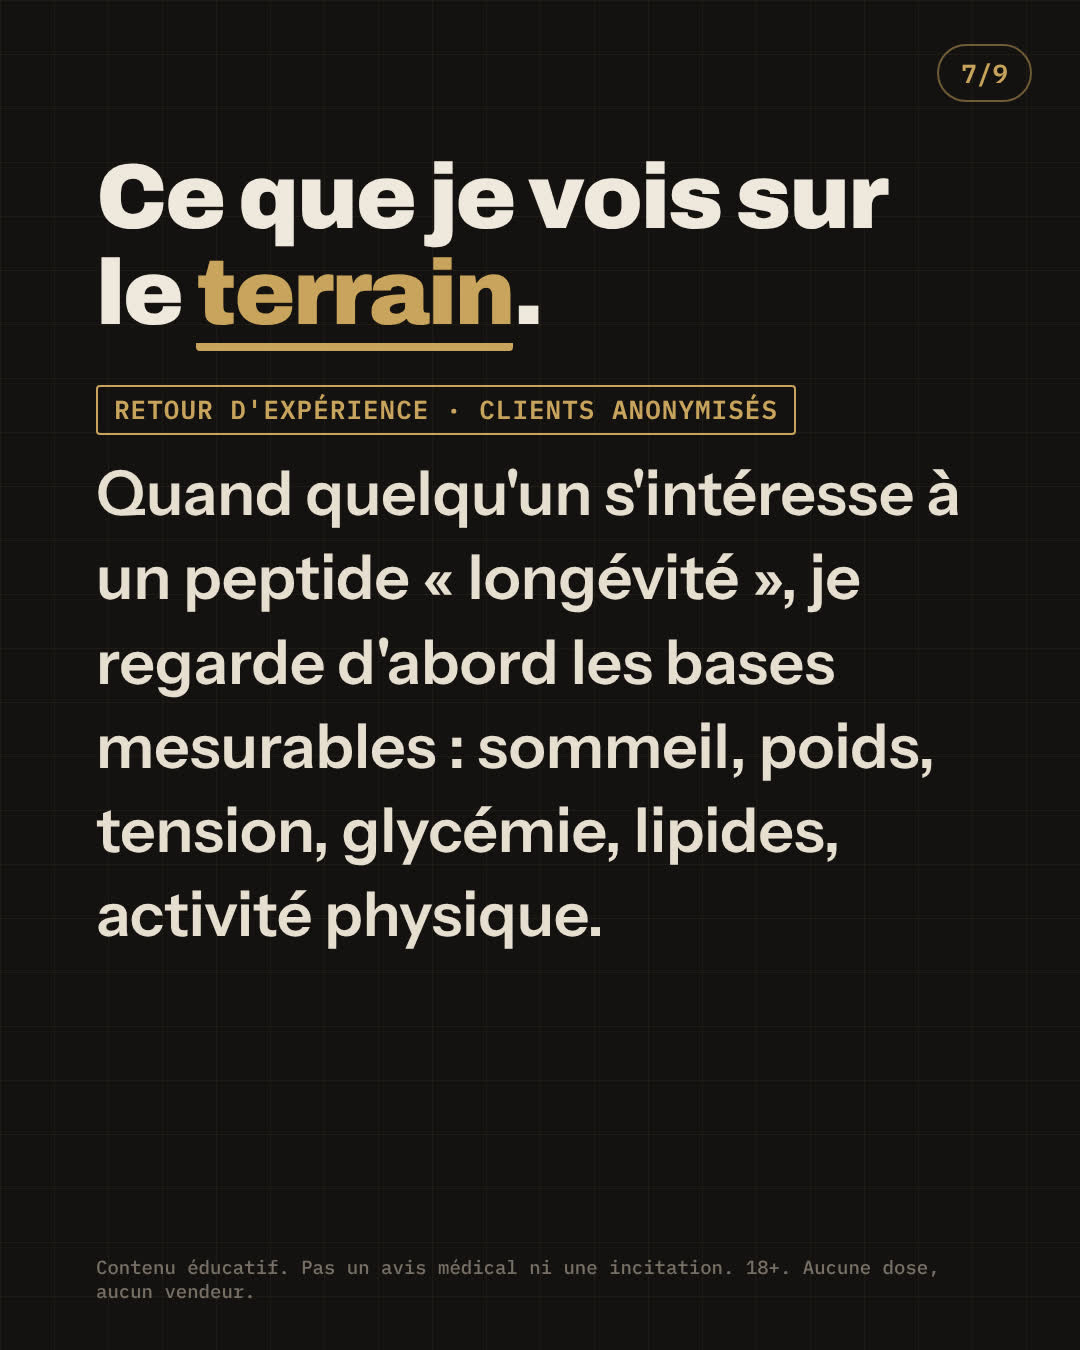 7/9
Ce que je vois sur
le terrain.
RETOUR D'EXPÉRIENCE · CLIENTS ANONYMISÉS
Quand quelqu'un s'intéresse à
un peptide « longévité », je
regarde d'abord les bases
mesurables : sommeil, poids,
tension, glycémie, lipides,
activité physique.
Contenu éducatif. Pas un avis médical ni une incitation. 18+. Aucune dose,
aucun vendeur.